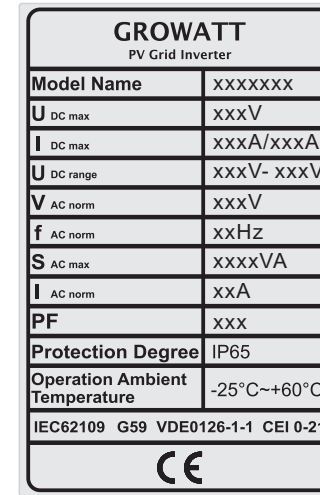 GROWATT
PV Grid Inverter
Model Name xxxxxxx
U DC max xxxV
I DC max xxxA/xxxA
U DC range xxxV- xxxV
V AC norm xxxV
f AC norm xxHz
S AC max xxxxVA
I AC norm xxA
PF xxx
Protection Degree IP65
Operation Ambient
Temperature -25°C~+60°C
IEC62109 G59 VDE0126-1-1 CEI 0-21
CE